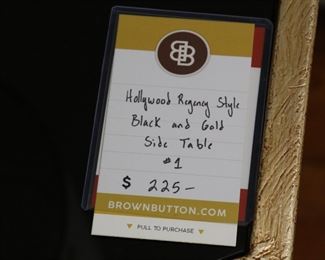 BB
Hollywood Regency Style
Black and Gold
Side Table
#1
$ 225-
BROWNBUTTON.COM
▼ PULL TO PURCHASE ▼